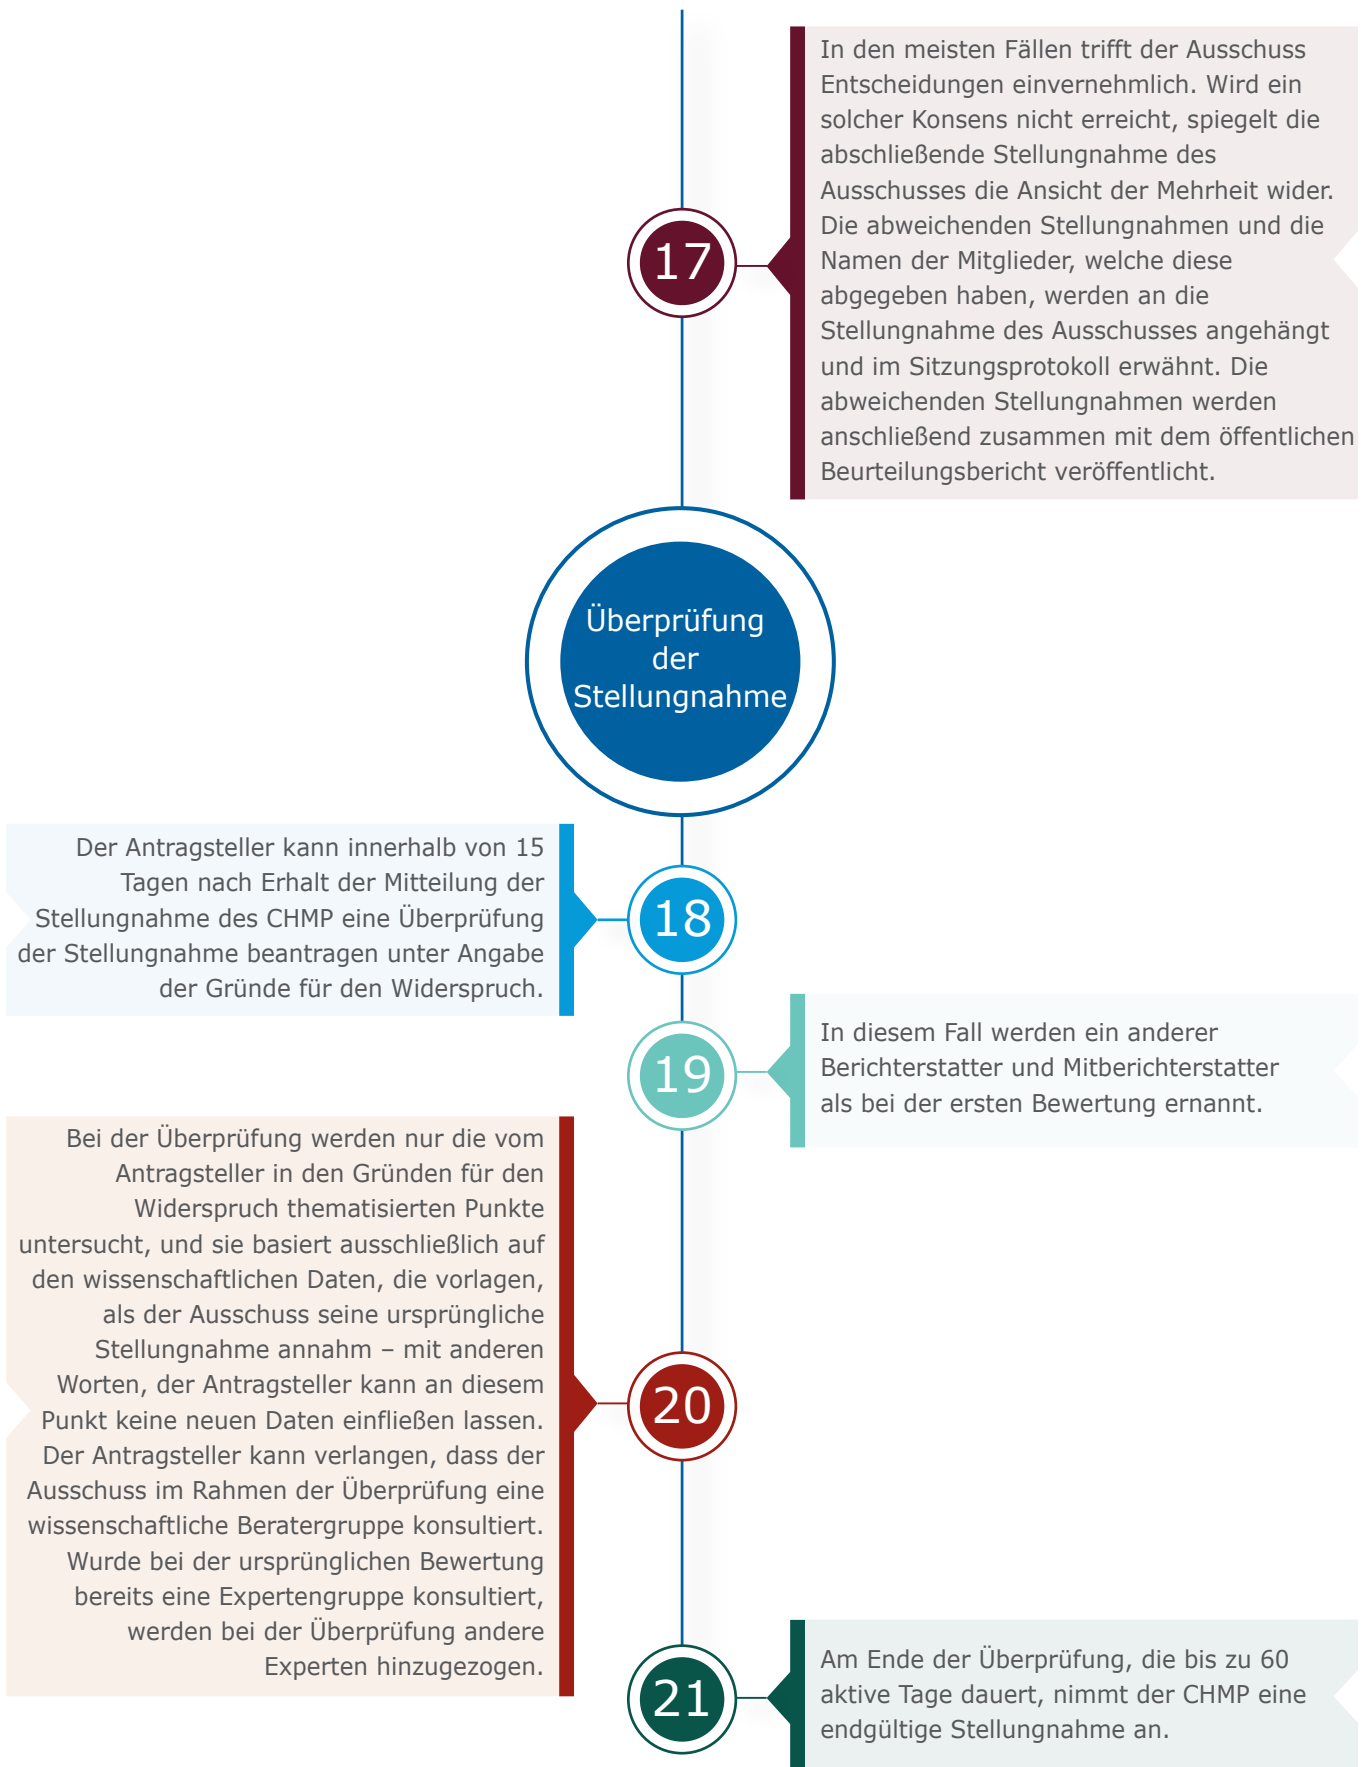 In den meisten Fällen trifft der Ausschuss
Entscheidungen einvernehmlich. Wird ein
solcher Konsens nicht erreicht, spiegelt die
abschließende Stellungnahme des
Ausschusses die Ansicht der Mehrheit wider.
Die abweichenden Stellungnahmen und die
Namen der Mitglieder, welche diese
abgegeben haben, werden an die
Stellungnahme des Ausschusses angehängt
und im Sitzungsprotokoll erwähnt. Die
abweichenden Stellungnahmen werden
anschließend zusammen mit dem öffentlichen
Beurteilungsbericht veröffentlicht.
17
Überprüfung
der
Stellungnahme
Der Antragsteller kann innerhalb von 15
Tagen nach Erhalt der Mitteilung der
Stellungnahme des CHMP eine Überprüfung
der Stellungnahme beantragen unter Angabe
der Gründe für den Widerspruch.
18
19
In diesem Fall werden ein anderer
Berichterstatter und Mitberichterstatter
als bei der ersten Bewertung ernannt.
Bei der Überprüfung werden nur die vom
Antragsteller in den Gründen für den
Widerspruch thematisierten Punkte
untersucht, und sie basiert ausschließlich auf
den wissenschaftlichen Daten, die vorlagen,
als der Ausschuss seine ursprüngliche
Stellungnahme annahm – mit anderen
Worten, der Antragsteller kann an diesem
Punkt keine neuen Daten einfließen lassen.
Der Antragsteller kann verlangen, dass der
Ausschuss im Rahmen der Überprüfung eine
wissenschaftliche Beratergruppe konsultiert.
Wurde bei der ursprünglichen Bewertung
bereits eine Expertengruppe konsultiert,
werden bei der Überprüfung andere
Experten hinzugezogen.
20
21
Am Ende der Überprüfung, die bis zu 60
aktive Tage dauert, nimmt der CHMP eine
endgültige Stellungnahme an.